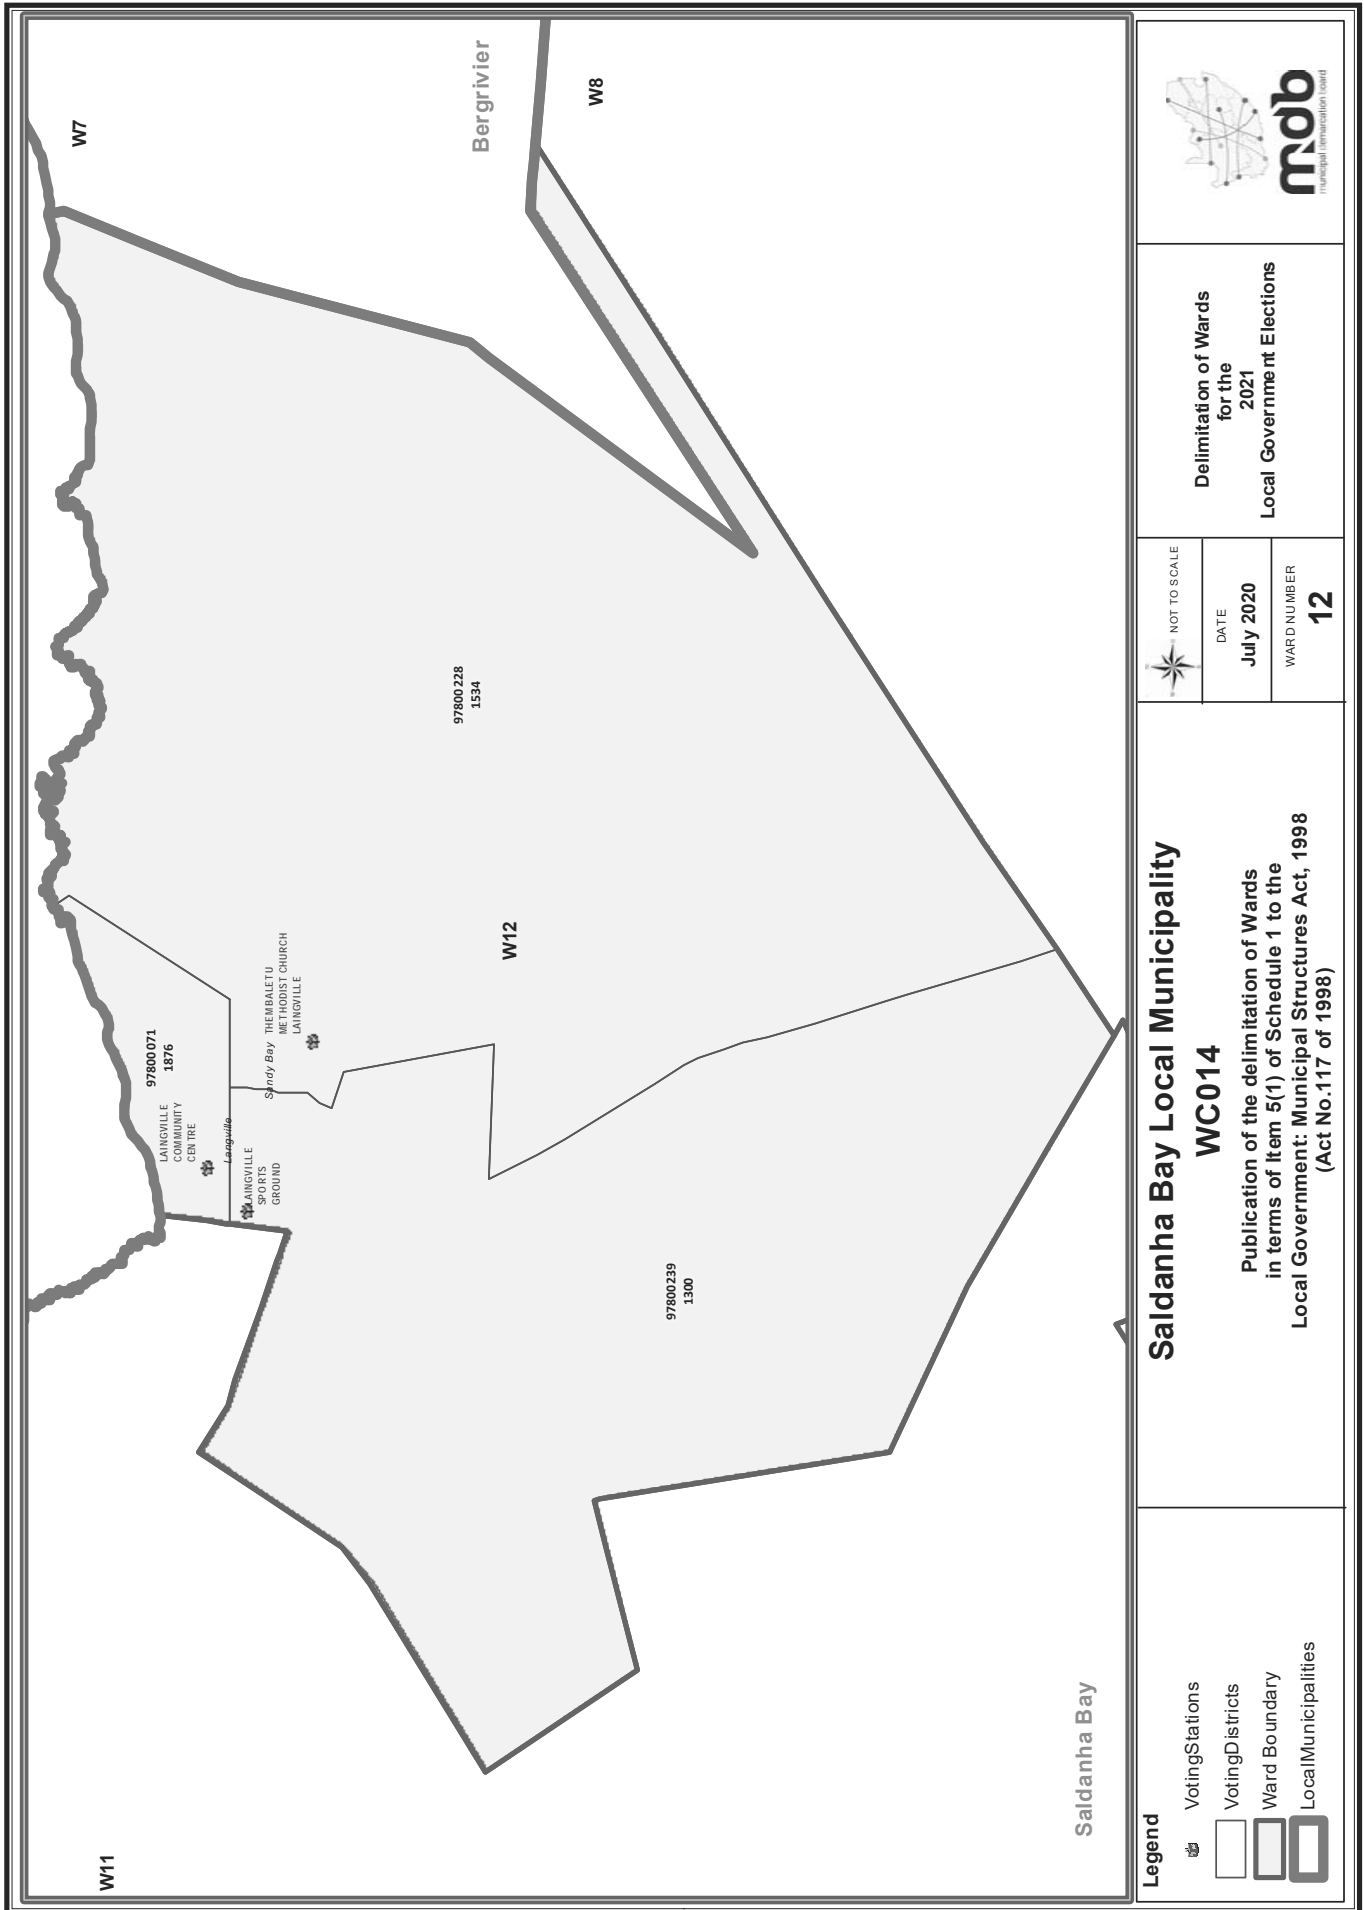 W11
W7
Bergrivier
W8
97800071
1876
LAINGVILLE
COMMUNITY
CENTRE
Langville
LAINGVILLE
SPORTS
GROUND
Sandy Bay
THEMBALETU
METHODIST CHURCH
LAINGVILLE
97800228
1534
W12
97800239
1300
Saldanha Bay
Legend
VotingStations
VotingDistricts
Ward Boundary
LocalMunicipalities
Saldanha Bay Local Municipality
WC014
Publication of the delimitation of Wards
in terms of Item 5(1) of Schedule 1 to the
Local Government: Municipal Structures Act, 1998
(Act No.117 of 1998)
NOT TO SCALE
DATE
July 2020
WARD NUMBER
12
Delimitation of Wards
for the
2021
Local Government Elections
mdb
municipal demarcation board